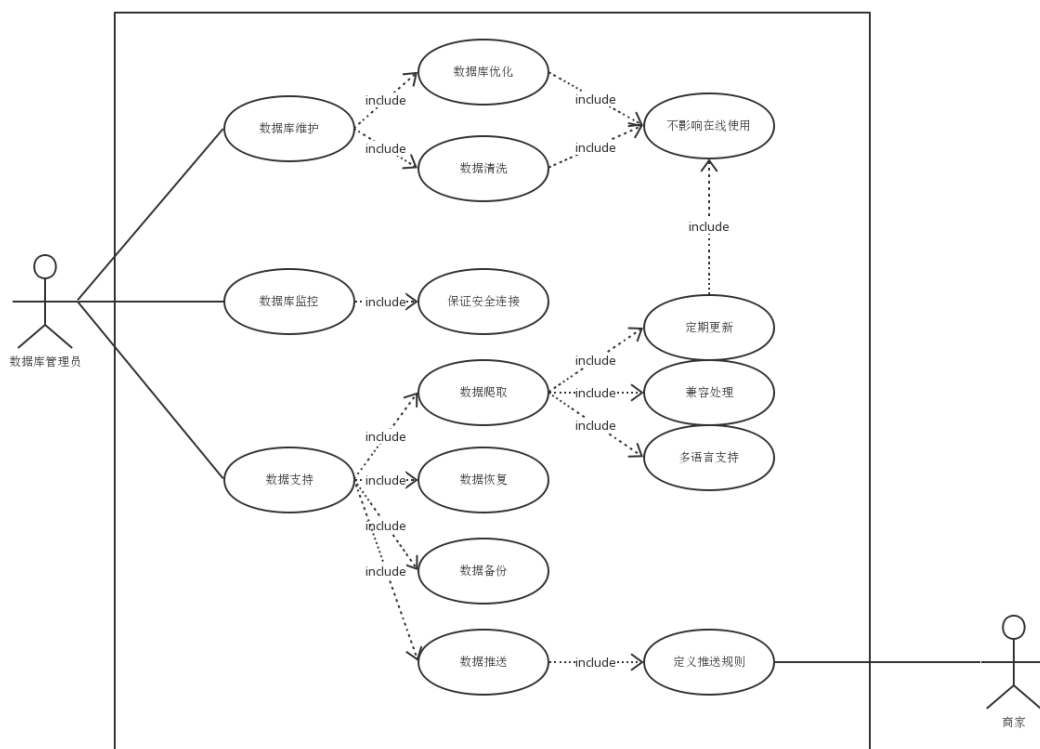 数据库优化
include
include
不影响在线使用
数据库维护
include
include
数据清洗
include
数据库监控
include
保证安全连接
定期更新
数据库管理员
include
数据爬取
include
兼容处理
include
include
多语言支持
数据支持
include
数据恢复
include
include
数据备份
数据推送
include
定义推送规则
商家